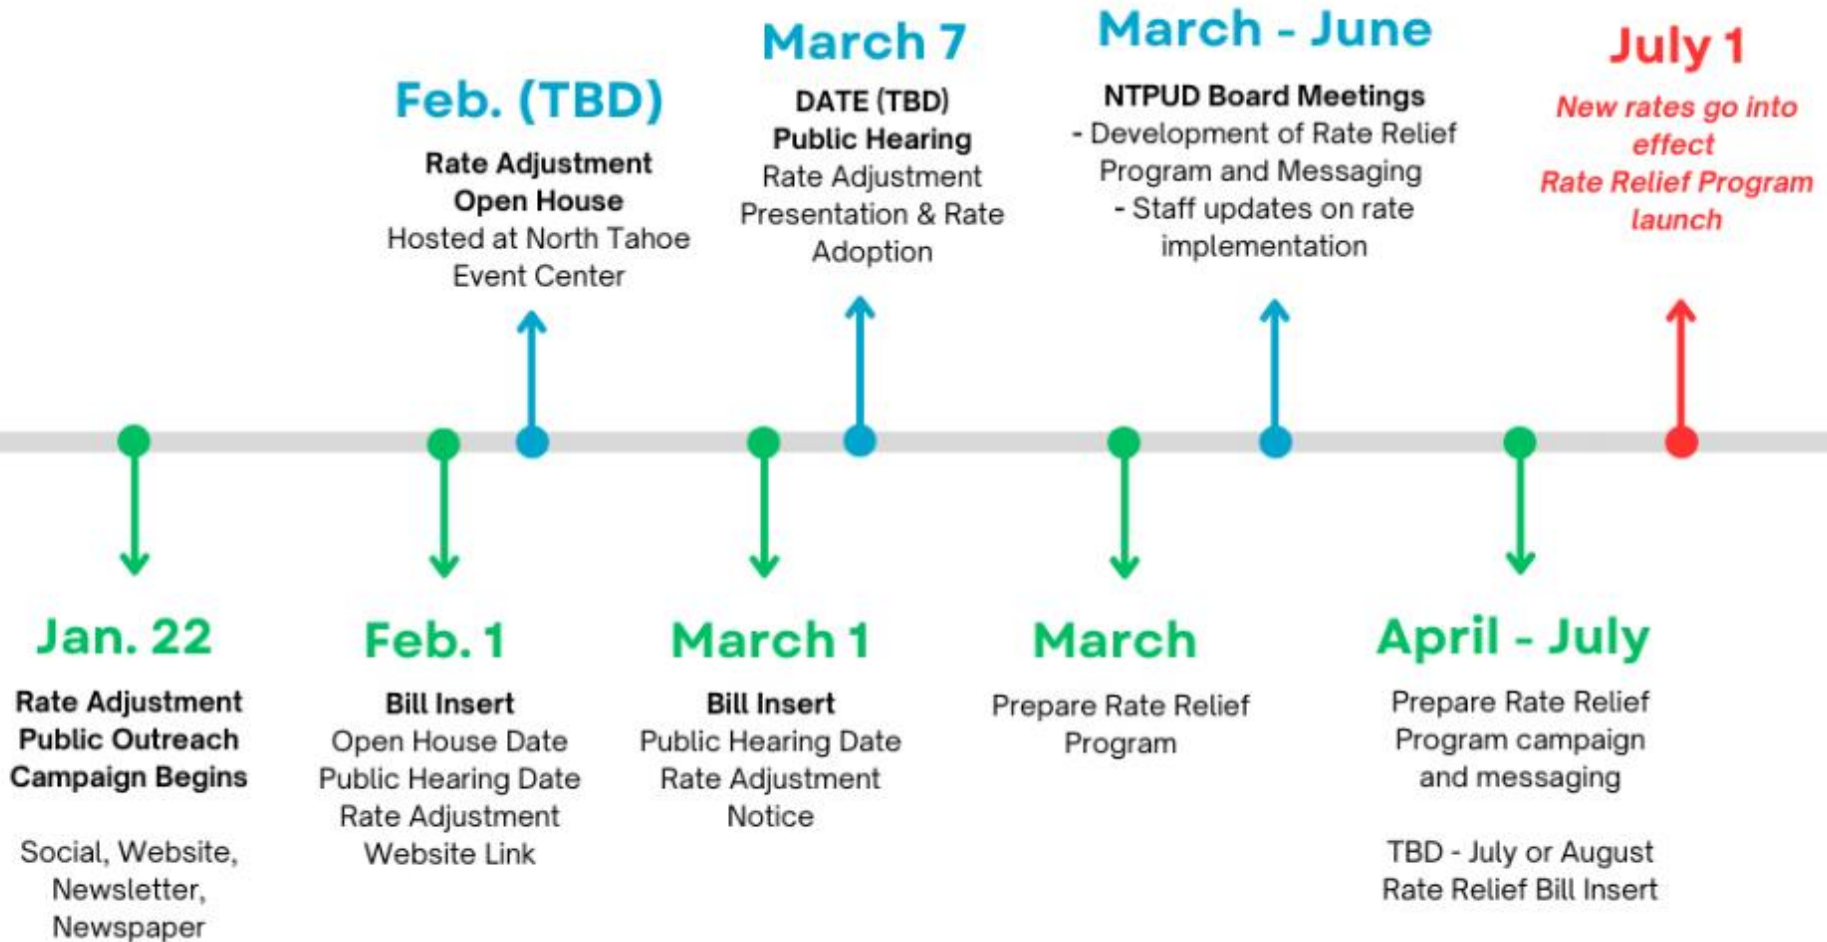 Feb. (TBD)
Rate Adjustment
Open House
Hosted at North Tahoe
Event Center
March 7
DATE (TBD)
Public Hearing
Rate Adjustment
Presentation & Rate
Adoption
March - June
NTPUD Board Meetings
- Development of Rate Relief
Program and Messaging
- Staff updates on rate
implementation
July 1
New rates go into
effect
Rate Relief Program
launch
Jan. 22
Rate Adjustment
Public Outreach
Campaign Begins
Social, Website,
Newsletter,
Newspaper
Feb. 1
Bill Insert
Open House Date
Public Hearing Date
Rate Adjustment
Website Link
March 1
Bill Insert
Public Hearing Date
Rate Adjustment
Notice
March
Prepare Rate Relief
Program
April - July
Prepare Rate Relief
Program campaign
and messaging
TBD - July or August
Rate Relief Bill Insert